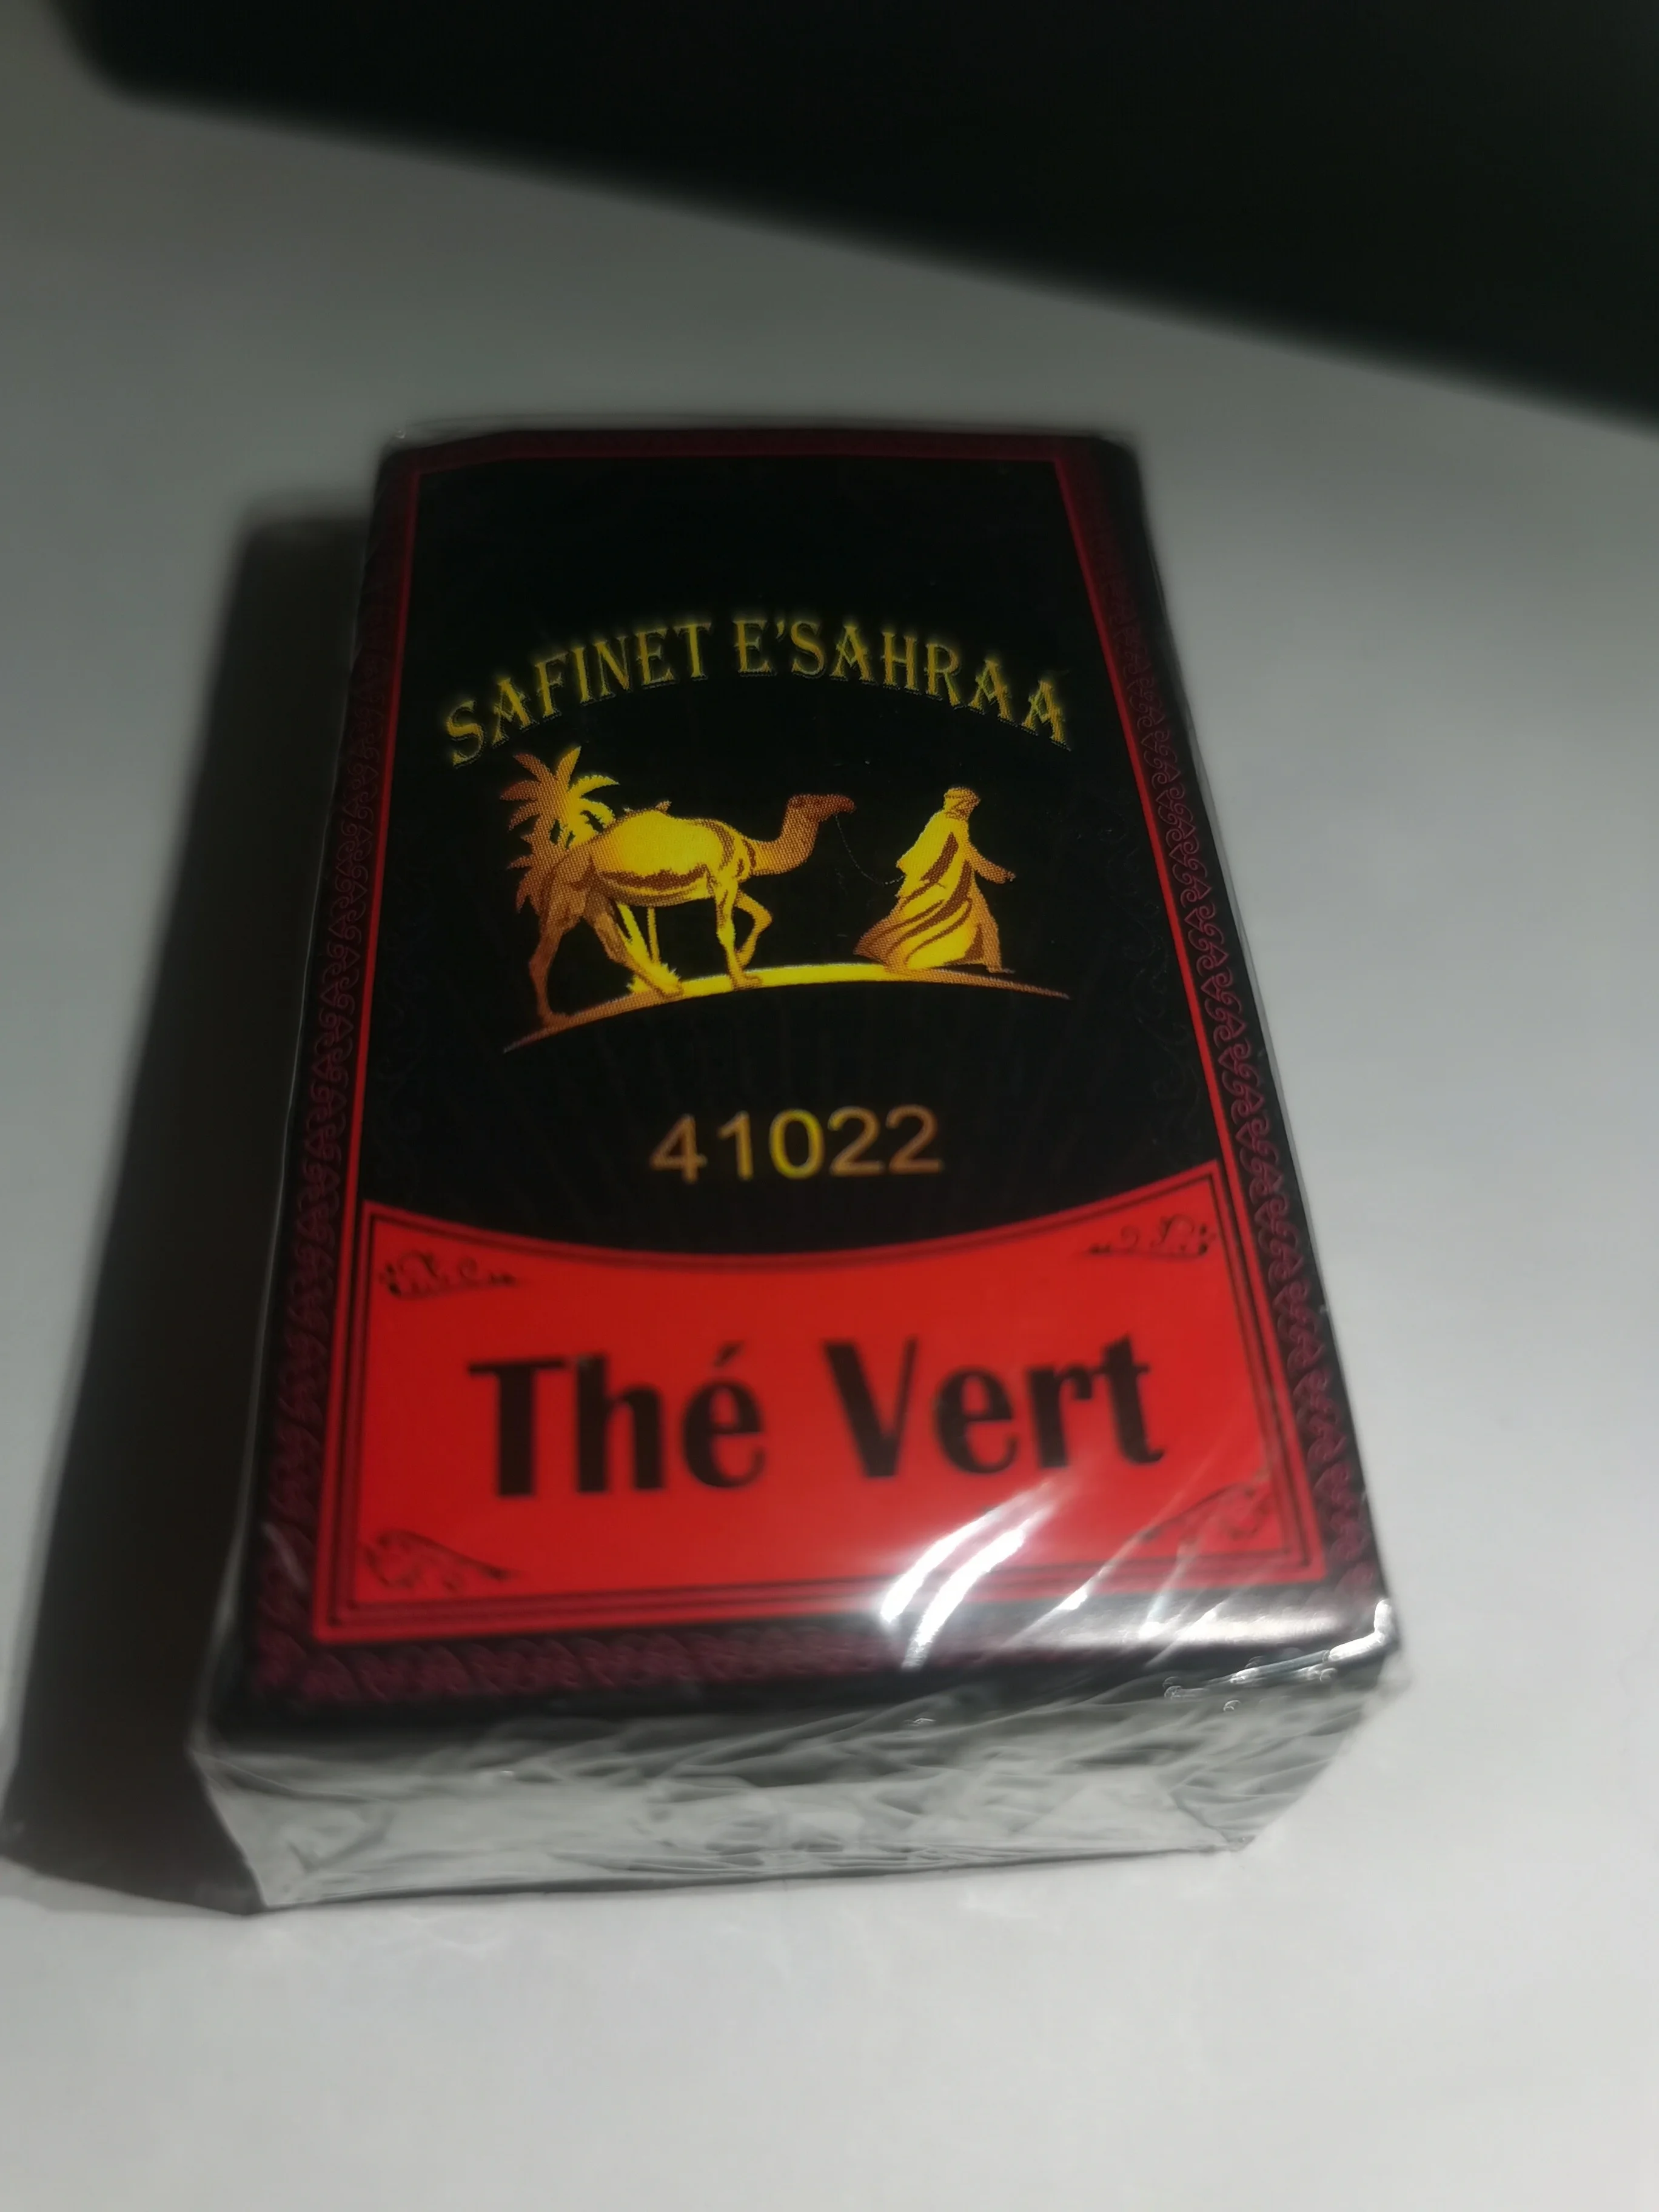 SAFINET E'SAHRAA
41022
Thé Vert